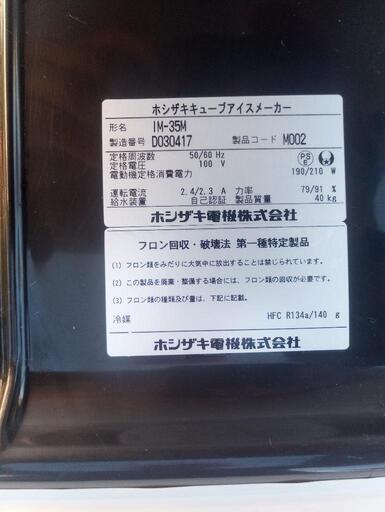 ホシザキキューブアイスメーカー
形名 IM-35M
製造番号 D030417 製品コード M002
定格周波数 50/60 Hz
定格電圧 100 V
PS E
電動機定格消費電力 190/210 W
運転電流 2.4/2.3 A 力率 79/91 %
給水装置 自己認証 製品質量 40 kg
ホシザキ電機株式会社
フロン回収・破壊法 第一種特定製品
(1) フロン類をみだりに大気中に放出することは禁じられています。
(2) この製品を廃棄・整備する場合には、フロン類の回収が必要です。
(3) フロン類の種類及び量は、下記に記載。
冷媒 HFC R134a/140 g
ホシザキ電機株式会社